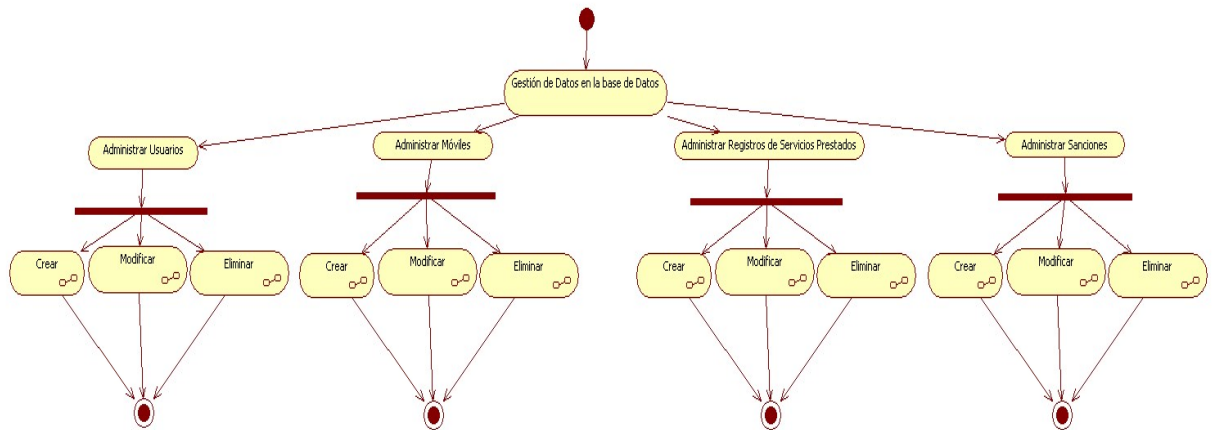 Gestión de Datos en la base de Datos
Administrar Usuarios
Administrar Móviles
Administrar Registros de Servicios Prestados
Administrar Sanciones
Crear
Modificar
Eliminar
Crear
Modificar
Eliminar
Crear
Modificar
Eliminar
Crear
Modificar
Eliminar